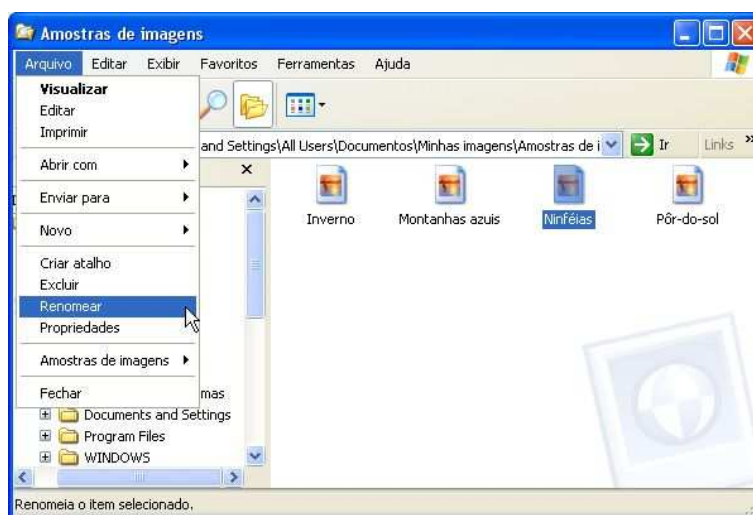 Amostras de imagens
Arquivo Editar Exibir Favoritos Ferramentas Ajuda
Visualizar
Editar
Imprimir
and Settings\All Users\Documentos\Minhas imagens\Amostras de i Ir Links »
Abrir com
Enviar para
Novo
Criar atalho
Excluir
Renomear
Propriedades
Amostras de imagens
Fechar
Inverno Montanhas azuis Ninféias Pôr-do-sol
mas
Documents and Settings
Program Files
WINDOWS
Renomeia o item selecionado.